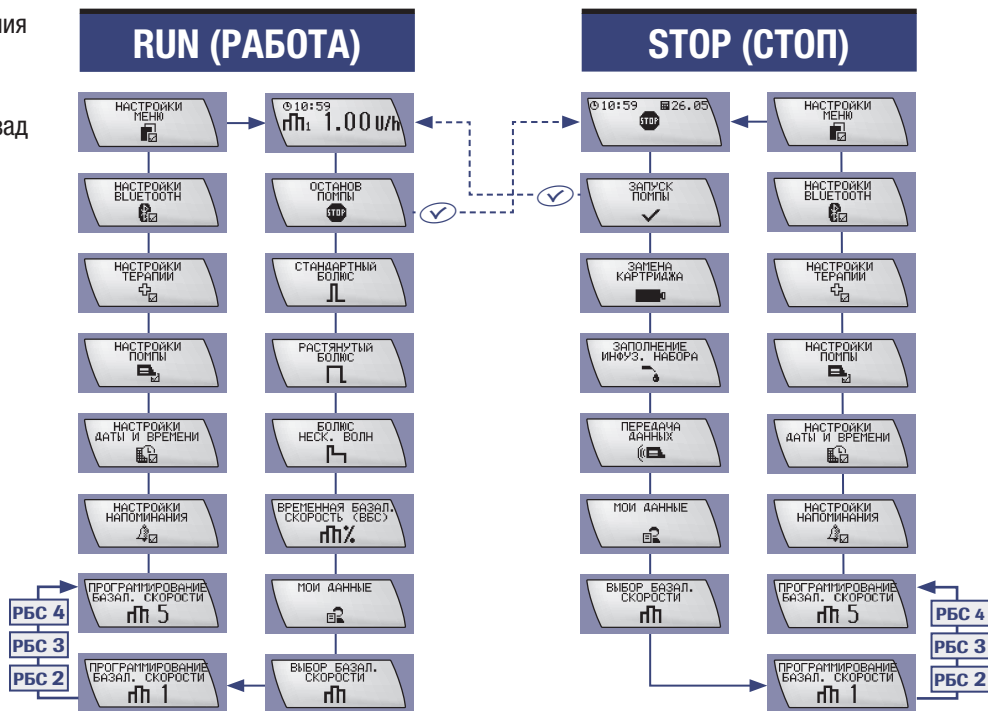 ния
зад
RUN (РАБОТА)
НАСТРОЙКИ
МЕНЮ
10:59
1 1.00 U/h
НАСТРОЙКИ
BLUETOOTH
ОСТАНОВ
ПОМПЫ
STOP
НАСТРОЙКИ
ТЕРАПИИ
СТАНДАРТНЫЙ
БОЛЮС
НАСТРОЙКИ
ПОМПЫ
РАСТЯНУТЫЙ
БОЛЮС
НАСТРОЙКИ
ДАТЫ И ВРЕМЕНИ
БОЛЮС
НЕСК. ВОЛН
НАСТРОЙКИ
НАПОМИНАНИЯ
ВРЕМЕННАЯ БАЗАЛ.
СКОРОСТЬ (ВБС)
%
ПРОГРАММИРОВАНИЕ
БАЗАЛ. СКОРОСТИ
5
МОИ ДАННЫЕ
РБС 4
РБС 3
РБС 2
ПРОГРАММИРОВАНИЕ
БАЗАЛ. СКОРОСТИ
1
ВЫБОР БАЗАЛ.
СКОРОСТИ
STOP (СТОП)
10:59 26.05
STOP
НАСТРОЙКИ
МЕНЮ
ЗАПУСК
ПОМПЫ
НАСТРОЙКИ
BLUETOOTH
ЗАМЕНА
КАРТРИДЖА
НАСТРОЙКИ
ТЕРАПИИ
ЗАПОЛНЕНИЕ
ИНФУЗ. НАБОРА
НАСТРОЙКИ
ПОМПЫ
ПЕРЕДАЧА
ДАННЫХ
НАСТРОЙКИ
ДАТЫ И ВРЕМЕНИ
МОИ ДАННЫЕ
НАСТРОЙКИ
НАПОМИНАНИЯ
ВЫБОР БАЗАЛ.
СКОРОСТИ
ПРОГРАММИРОВАНИЕ
БАЗАЛ. СКОРОСТИ
5
РБС 4
РБС 3
РБС 2
ПРОГРАММИРОВАНИЕ
БАЗАЛ. СКОРОСТИ
1